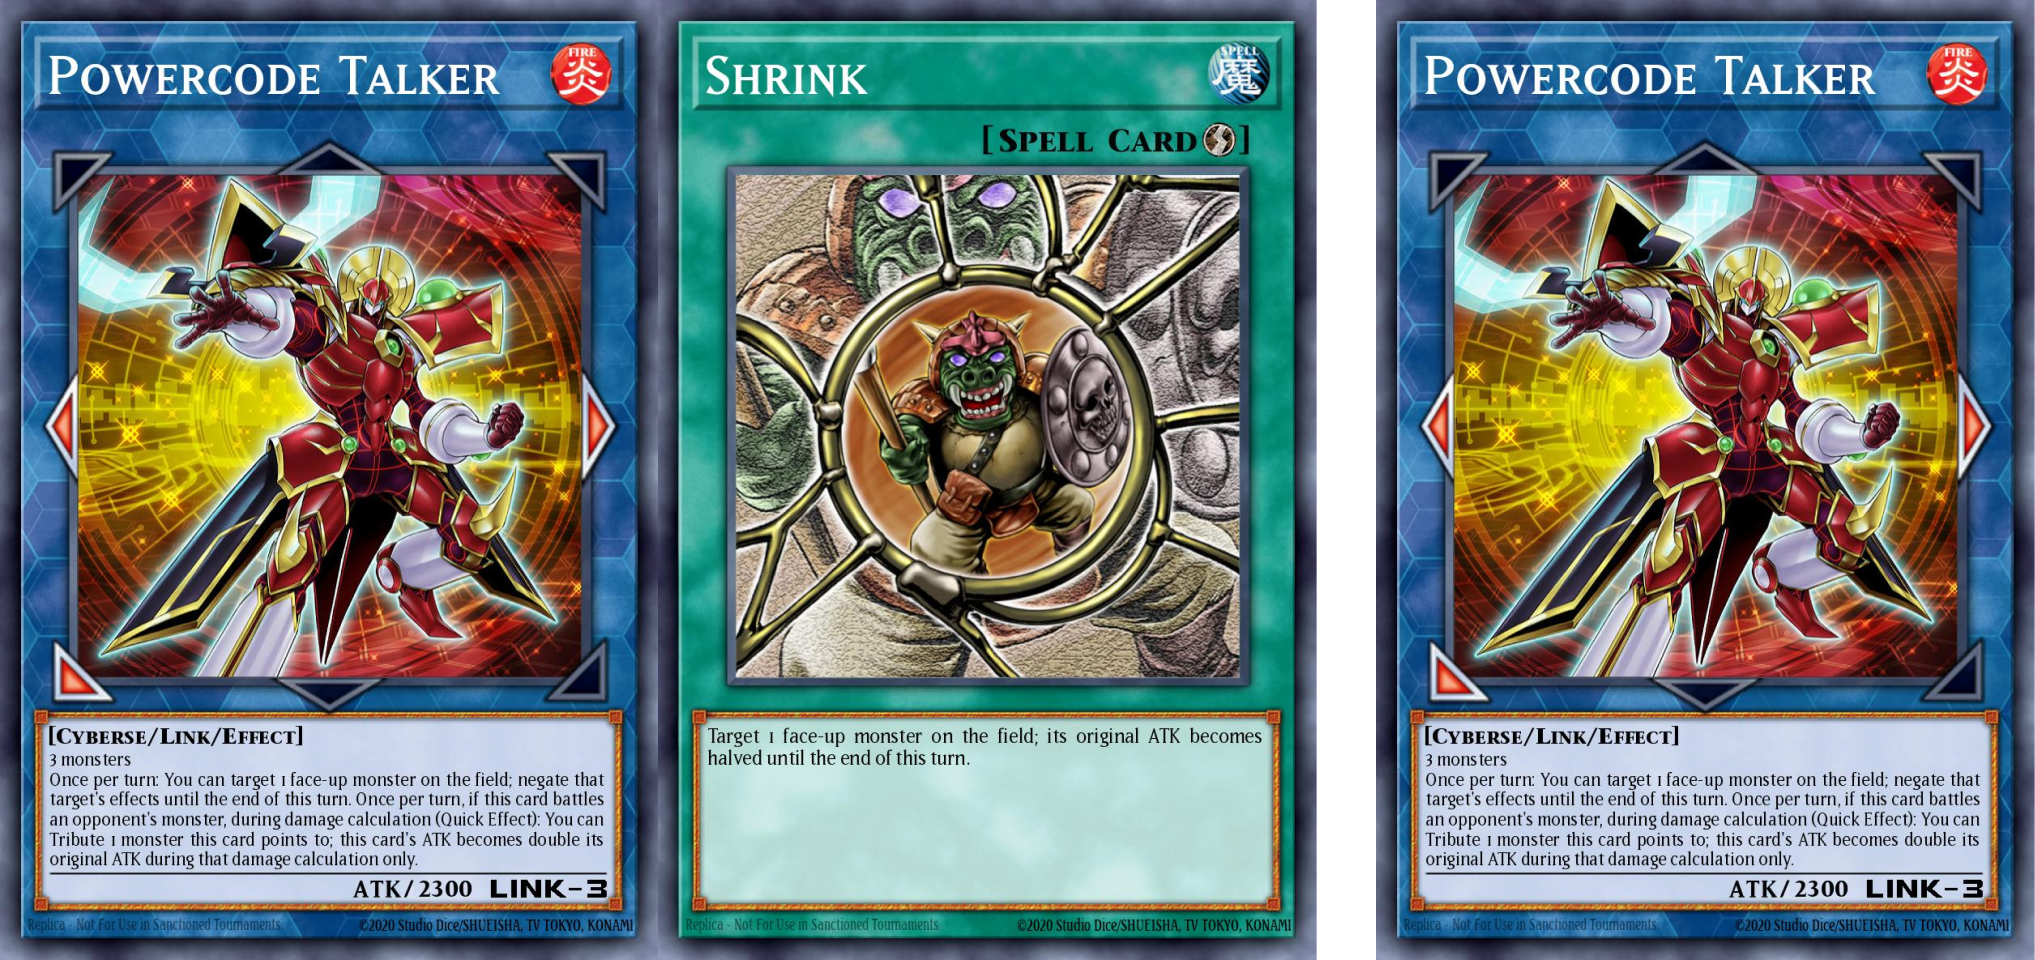 POWERCODE TALKER
FIRE
炎
[CYBERSE/LINK/EFFECT]
3 monsters
Once per turn: You can target 1 face-up monster on the field; negate that
target's effects until the end of this turn. Once per turn, if this card battles
an opponent's monster, during damage calculation (Quick Effect): You can
Tribute 1 monster this card points to; this card's ATK becomes double its
original ATK during that damage calculation only.
ATK/2300 LINK-3
Replica - Not For Use in Sanctioned Tournaments.
©2020 Studio Dice/SHUEISHA, TV TOKYO, KONAMI
SHRINK
SPELL
魔
[SPELL CARD]
Target 1 face-up monster on the field; its original ATK becomes
halved until the end of this turn.
Replica - Not For Use in Sanctioned Tournaments.
©2020 Studio Dice/SHUEISHA, TV TOKYO, KONAMI
POWERCODE TALKER
FIRE
炎
[CYBERSE/LINK/EFFECT]
3 monsters
Once per turn: You can target 1 face-up monster on the field; negate that
target's effects until the end of this turn. Once per turn, if this card battles
an opponent's monster, during damage calculation (Quick Effect): You can
Tribute 1 monster this card points to; this card's ATK becomes double its
original ATK during that damage calculation only.
ATK/2300 LINK-3
Replica - Not For Use in Sanctioned Tournaments.
©2020 Studio Dice/SHUEISHA, TV TOKYO, KONAMI